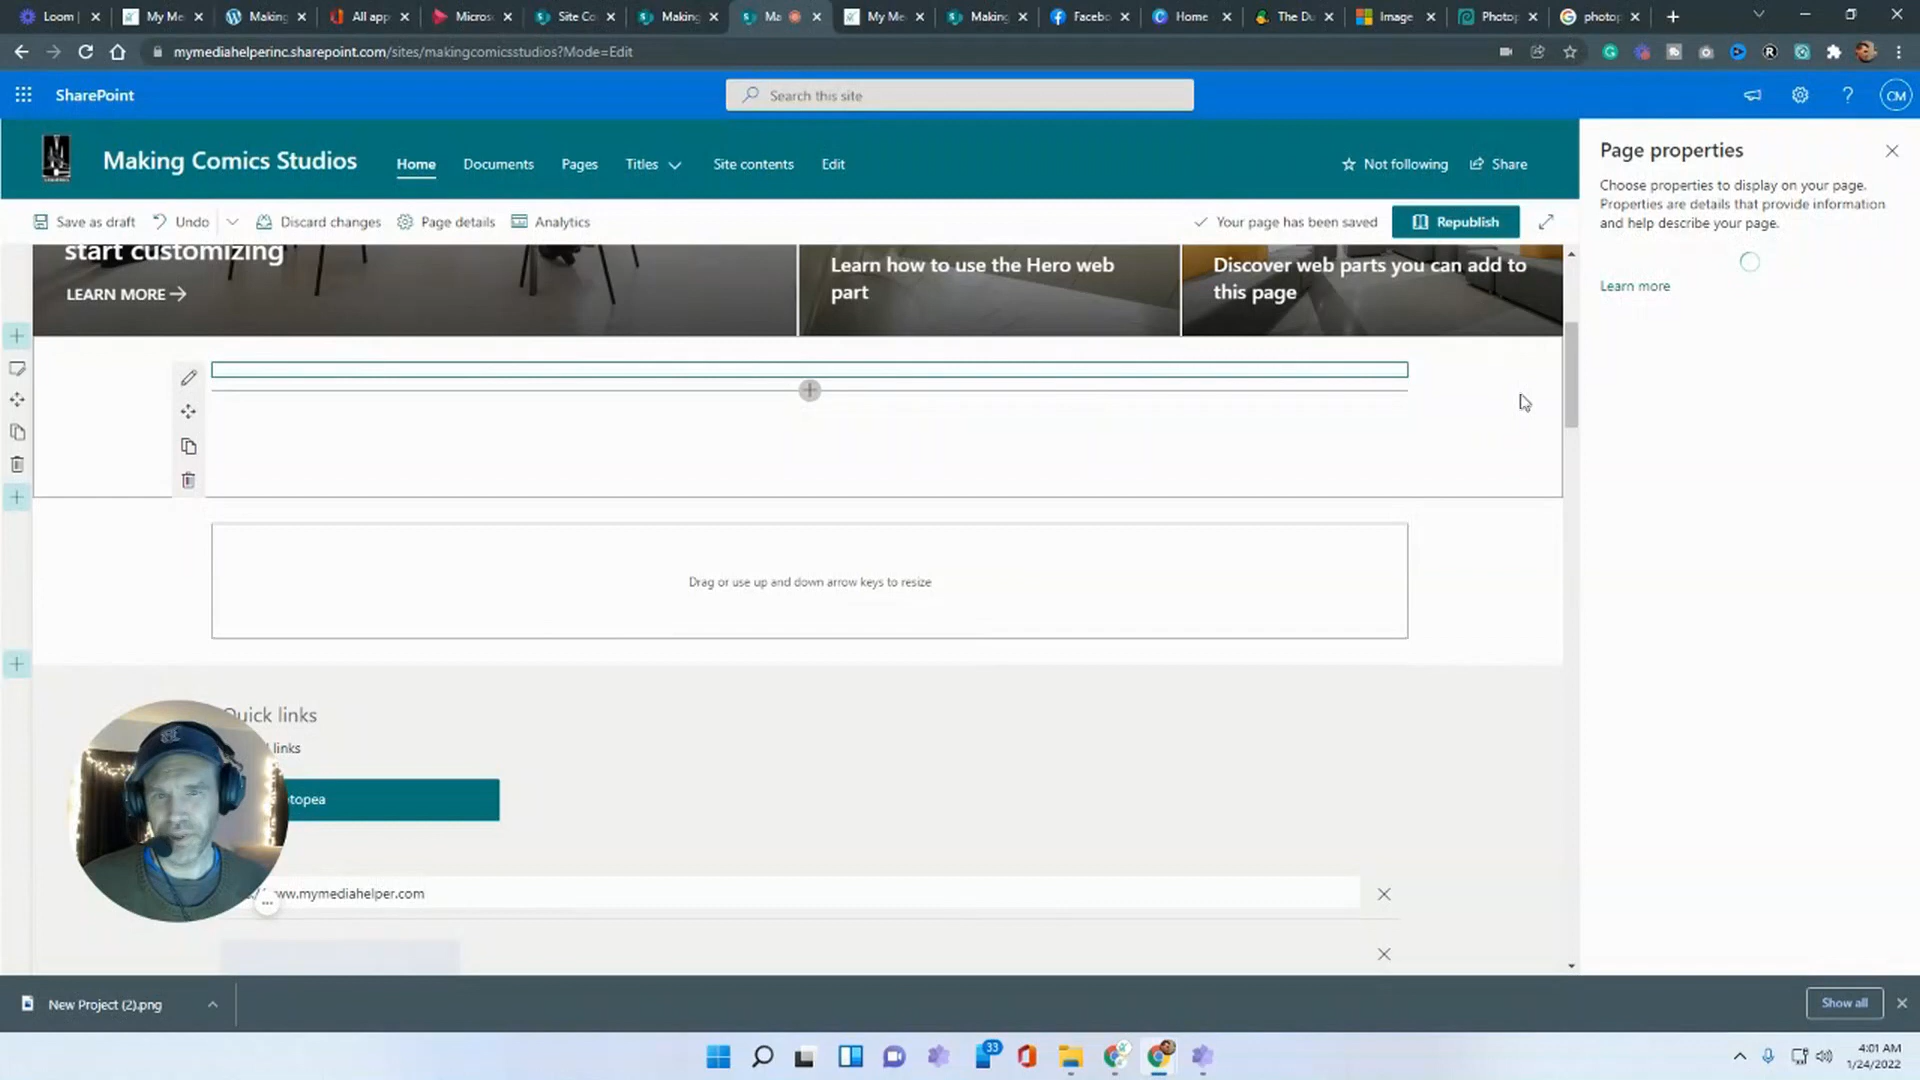 Loom
My Me
Making
All app
Micros
Site Co
Making
Ma
My Me
Making
Facebo
Home
The Du
Image
Photop
photop
mymediahelperinc.sharepoint.com/sites/makingcomicsstudios?Mode=Edit
SharePoint
Search this site
CM
Making Comics Studios
Home
Documents
Pages
Titles
Site contents
Edit
Not following
Share
Save as draft
Undo
Discard changes
Page details
Analytics
Your page has been saved
Republish
Page properties
Choose properties to display on your page.
Properties are details that provide information
and help describe your page.
Learn more
start customizing
LEARN MORE
Learn how to use the Hero web
part
Discover web parts you can add to
this page
Drag or use up and down arrow keys to resize
Quick links
links
topea
www.mymediahelper.com
New Project (2).png
Show all
33
4:01 AM
1/24/2022